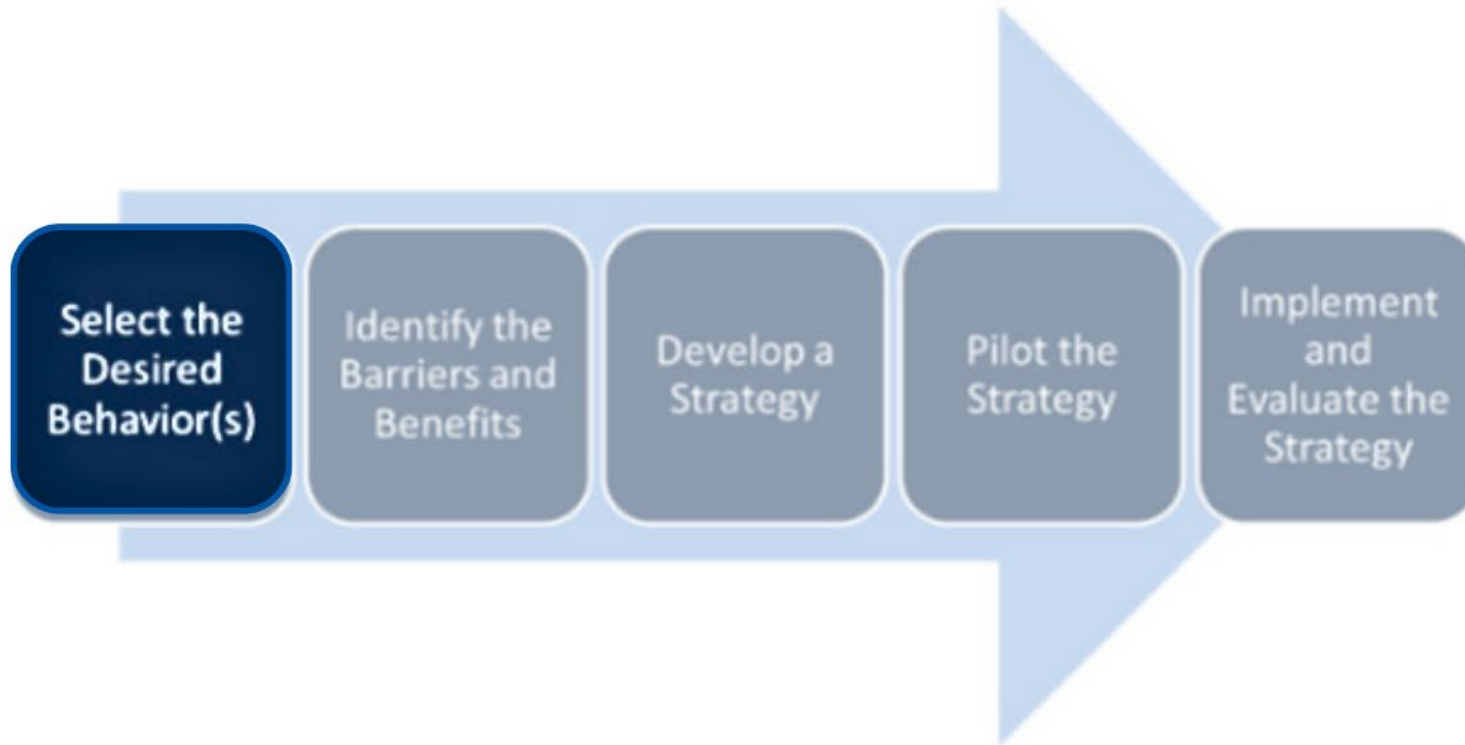 Select the
Desired
Behavior(s)
Identify the
Barriers and
Benefits
Develop a
Strategy
Pilot the
Strategy
Implement
and
Evaluate the
Strategy